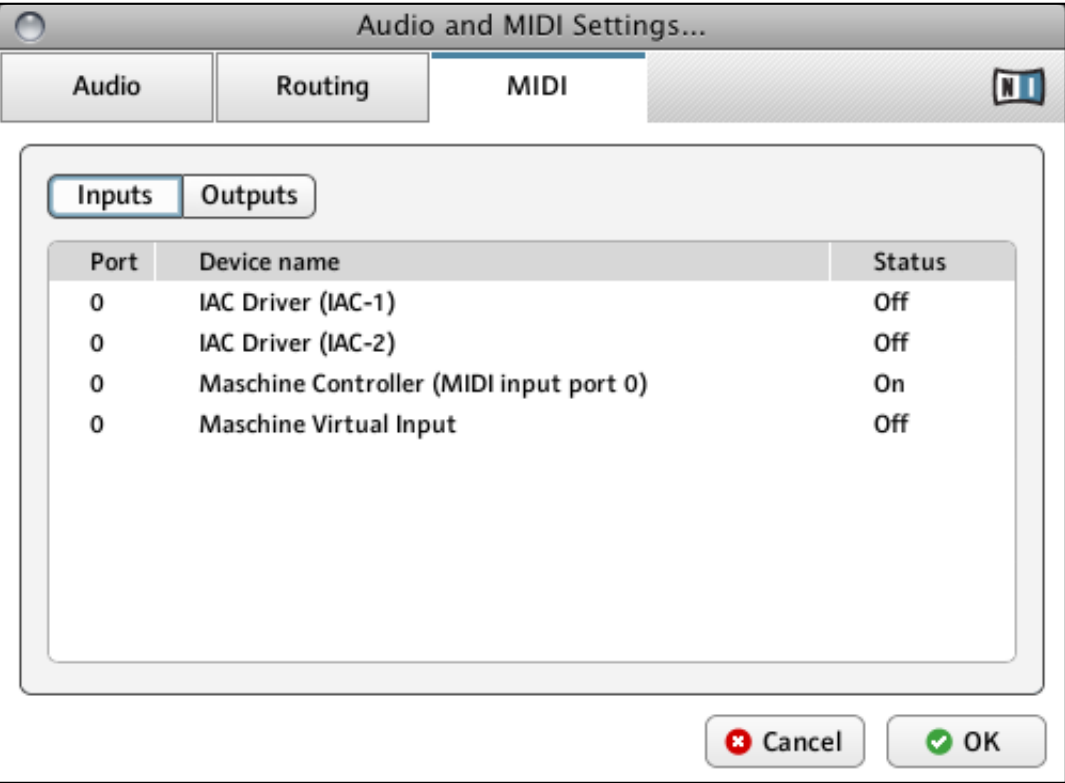 Audio and MIDI Settings...
Audio Routing MIDI
N I
Inputs Outputs
Port Device name Status
0 IAC Driver (IAC-1) Off
0 IAC Driver (IAC-2) Off
0 Maschine Controller (MIDI input port 0) On
0 Maschine Virtual Input Off
Cancel OK